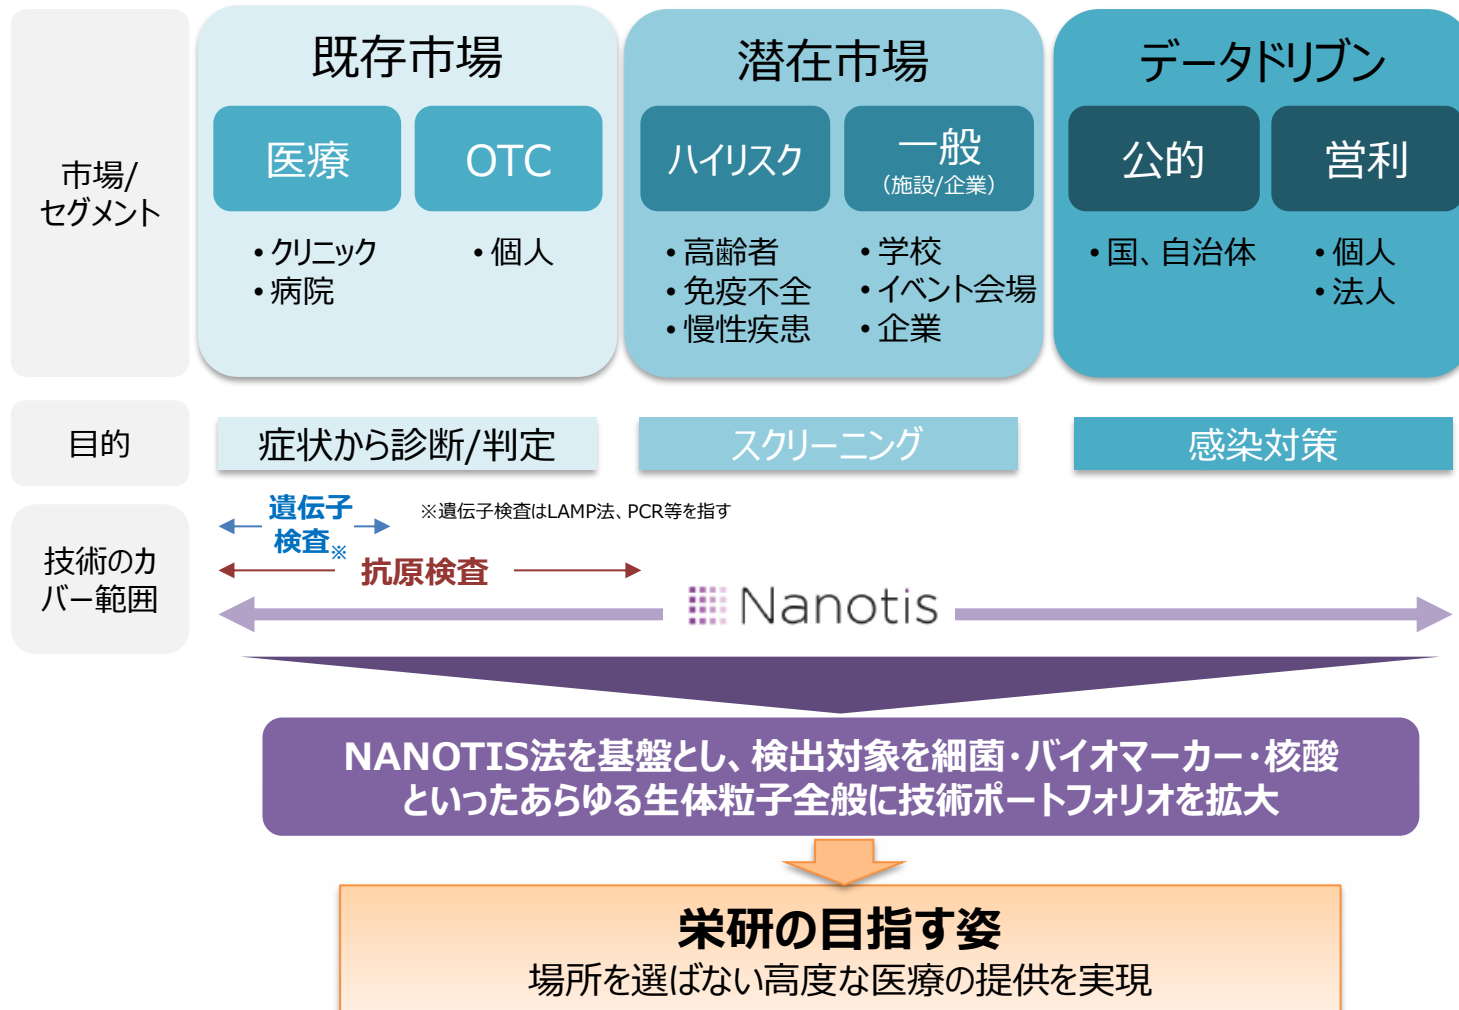 市場/
セグメント
既存市場
医療
・クリニック
・病院
OTC
・個人
潜在市場
ハイリスク
・高齢者
・免疫不全
・慢性疾患
一般
(施設/企業)
・学校
・イベント会場
・企業
データドリブン
公的
・国、自治体
営利
・個人
・法人
目的
症状から診断/判定
スクリーニング
感染対策
技術のカ
バー範囲
遺伝子
検査※
※遺伝子検査はLAMP法、PCR等を指す
抗原検査
Nanotis
NANOTIS法を基盤とし、検出対象を細菌・バイオマーカー・核酸
といったあらゆる生体粒子全般に技術ポートフォリオを拡大
栄研の目指す姿
場所を選ばない高度な医療の提供を実現